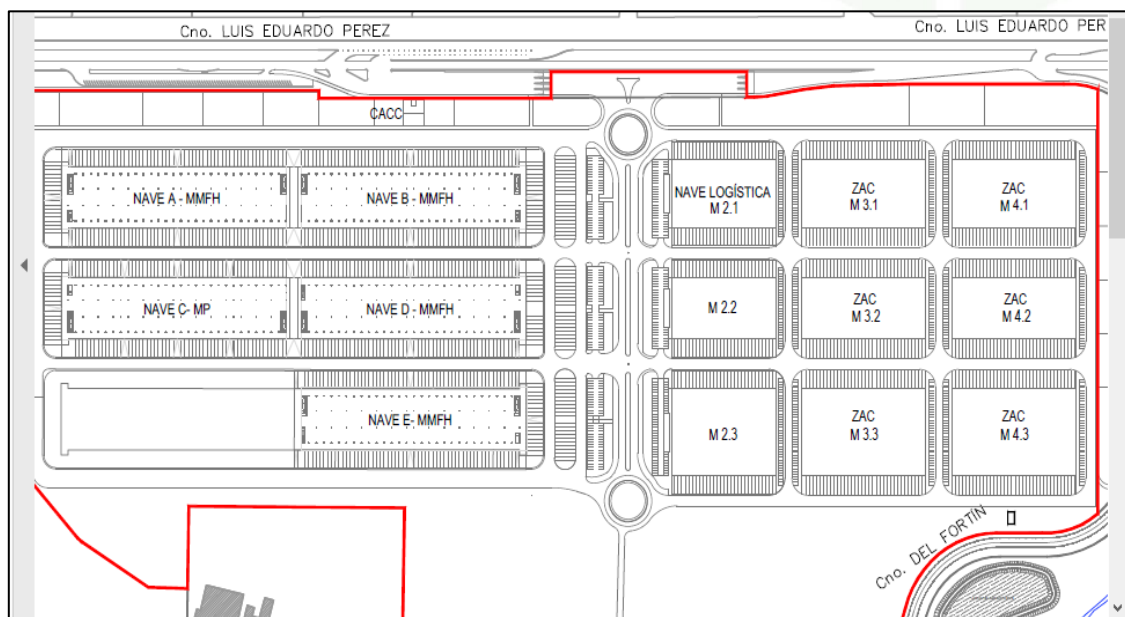 Cno. LUIS EDUARDO PEREZ
Cno. LUIS EDUARDO PER
CACC
NAVE A - MMFH
NAVE B - MMFH
NAVE LOGÍSTICA
M 2.1
ZAC
M 3.1
ZAC
M 4.1
NAVE C- MP
NAVE D - MMFH
M 2.2
ZAC
M 3.2
ZAC
M 4.2
NAVE E- MMFH
M 2.3
ZAC
M 3.3
ZAC
M 4.3
Cno. DEL FORTÍN